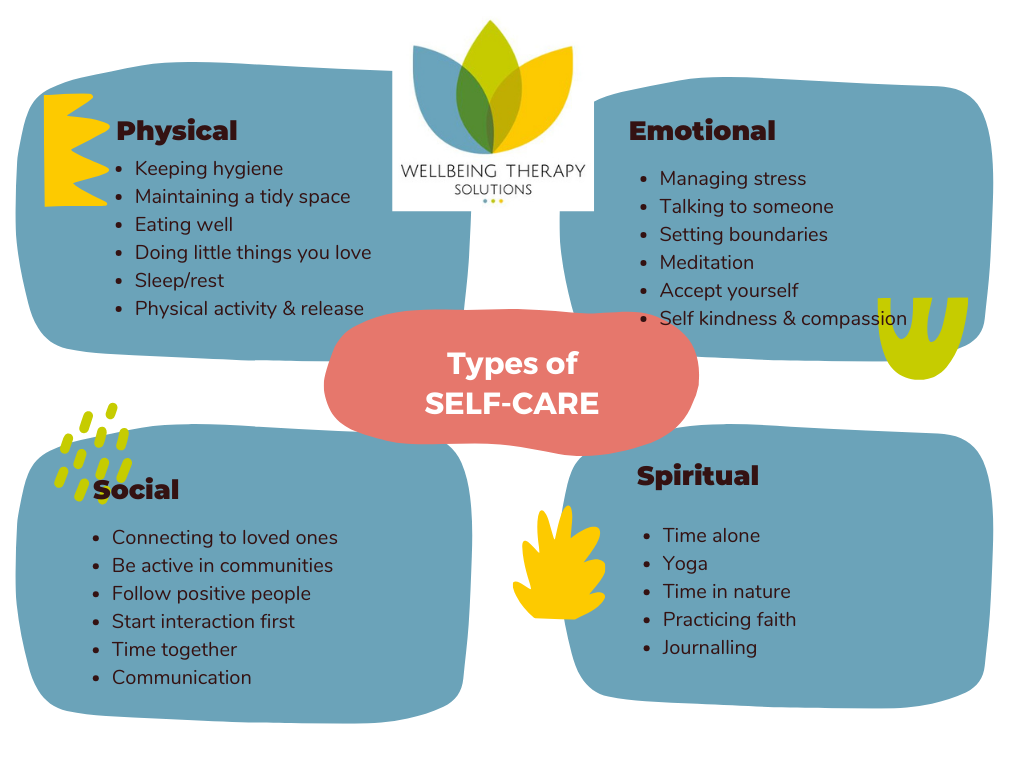 WELLBEING THERAPY
SOLUTIONS
Physical
• Keeping hygiene
• Maintaining a tidy space
• Eating well
• Doing little things you love
• Sleep/rest
• Physical activity & release
Emotional
• Managing stress
• Talking to someone
• Setting boundaries
• Meditation
• Accept yourself
• Self kindness & compassion
Types of
SELF-CARE
Social
• Connecting to loved ones
• Be active in communities
• Follow positive people
• Start interaction first
• Time together
• Communication
Spiritual
• Time alone
• Yoga
• Time in nature
• Practicing faith
• Journalling